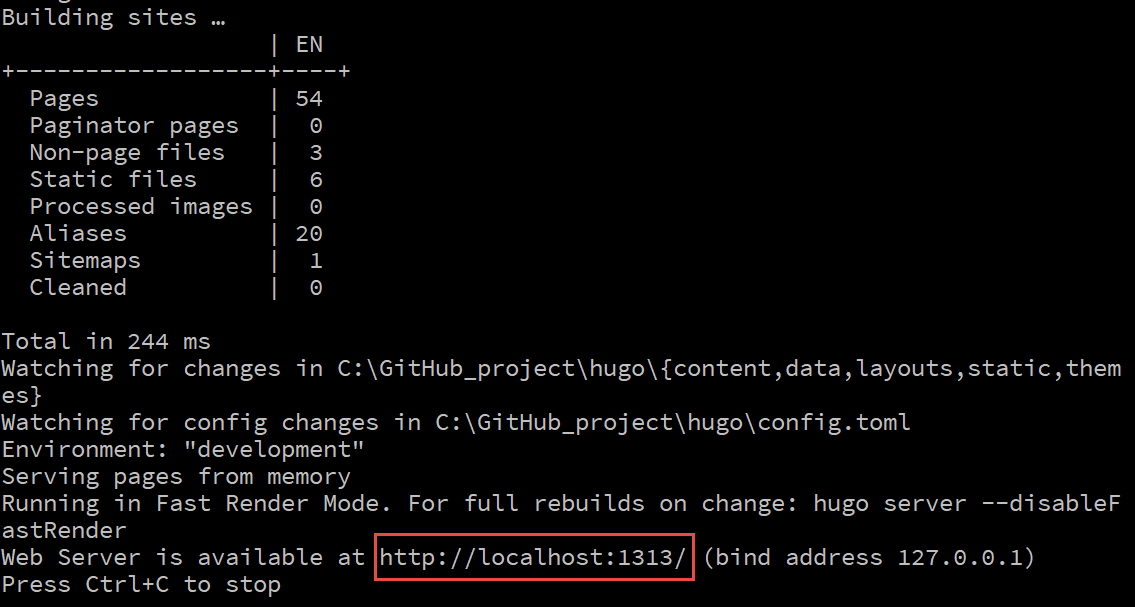 Building sites …
                   | EN
+------------------+----+
  Pages            | 54
  Paginator pages  |  0
  Non-page files   |  3
  Static files     |  6
  Processed images |  0
  Aliases          | 20
  Sitemaps         |  1
  Cleaned          |  0
Total in 244 ms
Watching for changes in C:\GitHub_project\hugo\{content,data,layouts,static,them
es}
Watching for config changes in C:\GitHub_project\hugo\config.toml
Environment: "development"
Serving pages from memory
Running in Fast Render Mode. For full rebuilds on change: hugo server --disableF
astRender
Web Server is available at http://localhost:1313/ (bind address 127.0.0.1)
Press Ctrl+C to stop